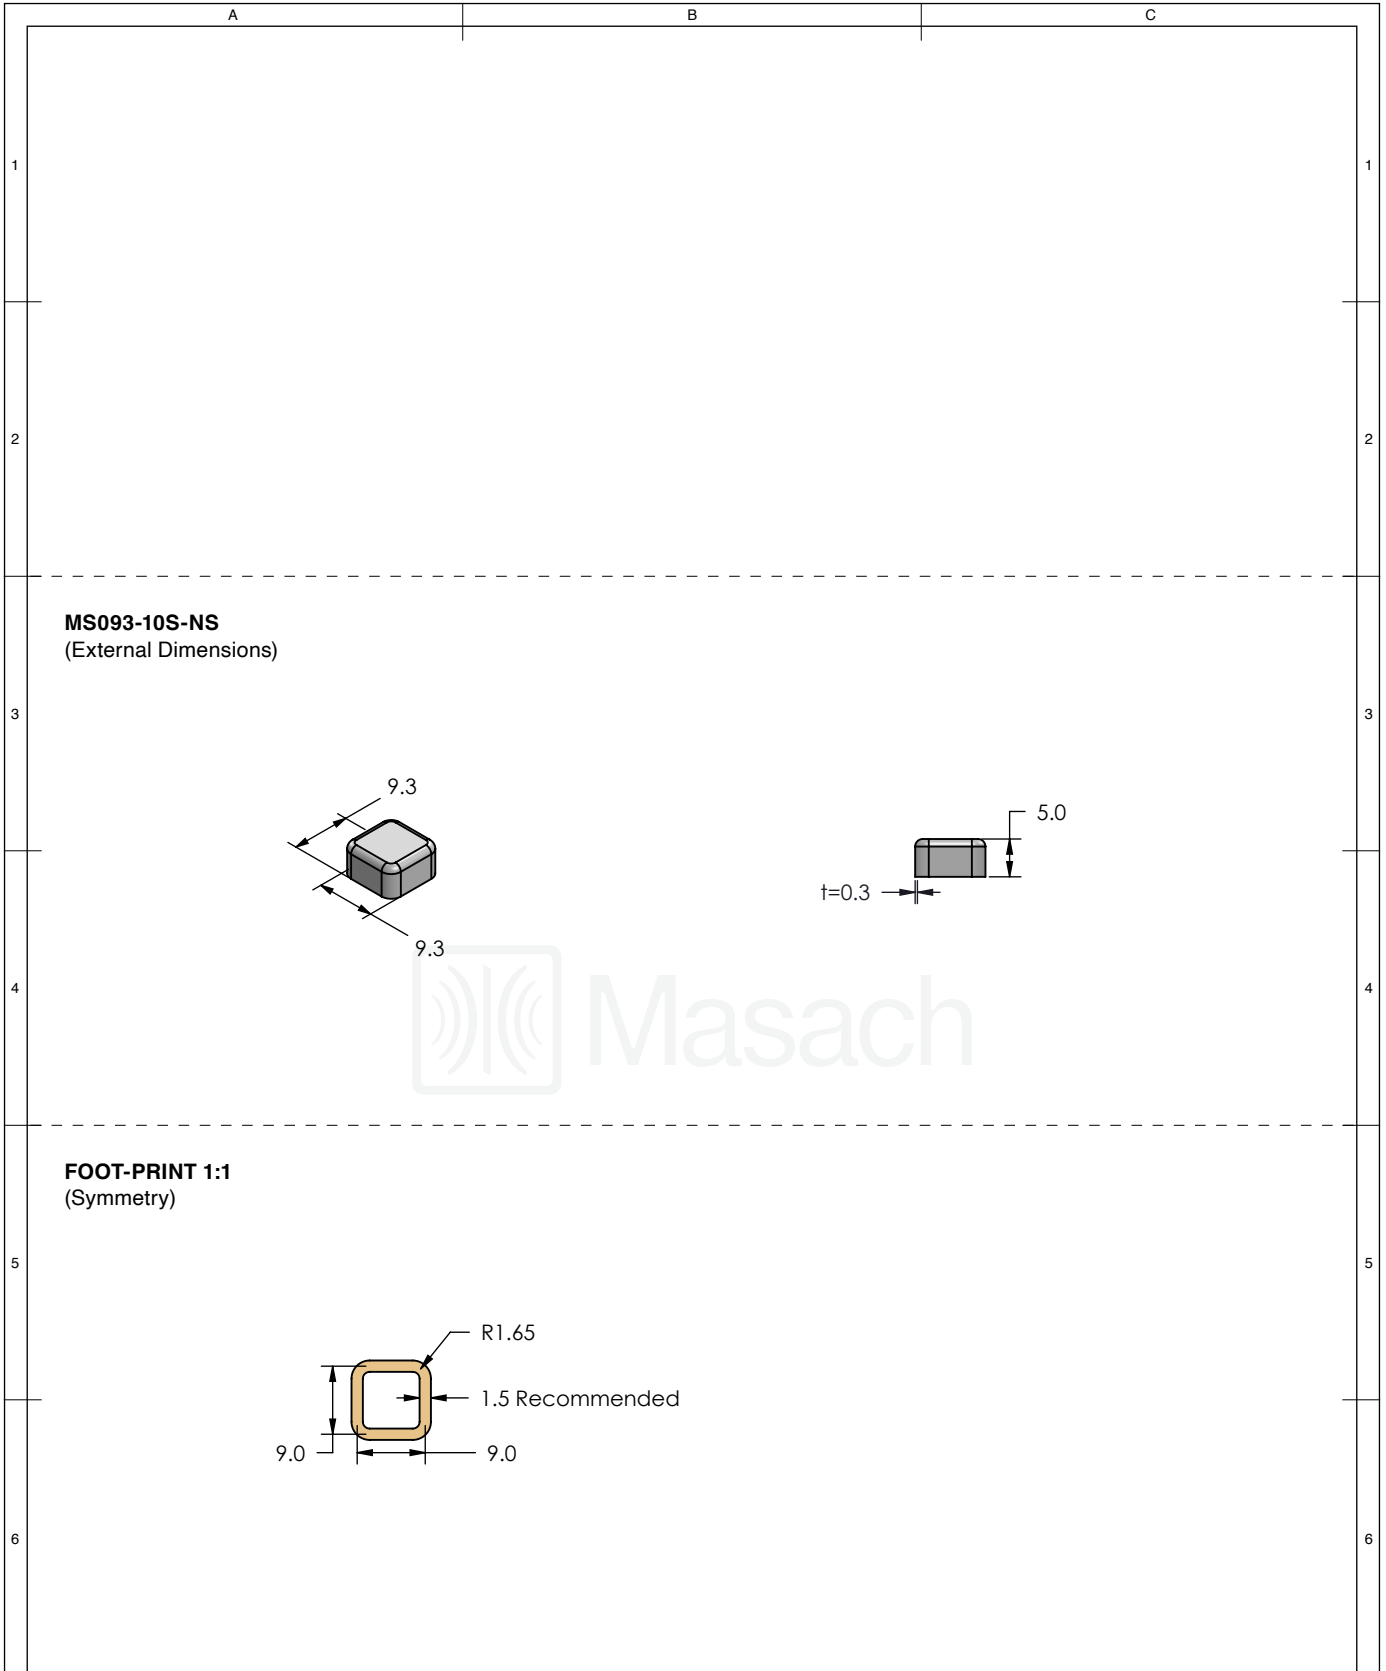 A B C
1 1
2 2
MS093-10S-NS
(External Dimensions)
3 3
9.3
5.0
t=0.3
9.3
4 4
Masach
FOOT-PRINT 1:1
(Symmetry)
5 5
R1.65
1.5 Recommended
9.0 9.0
6 6